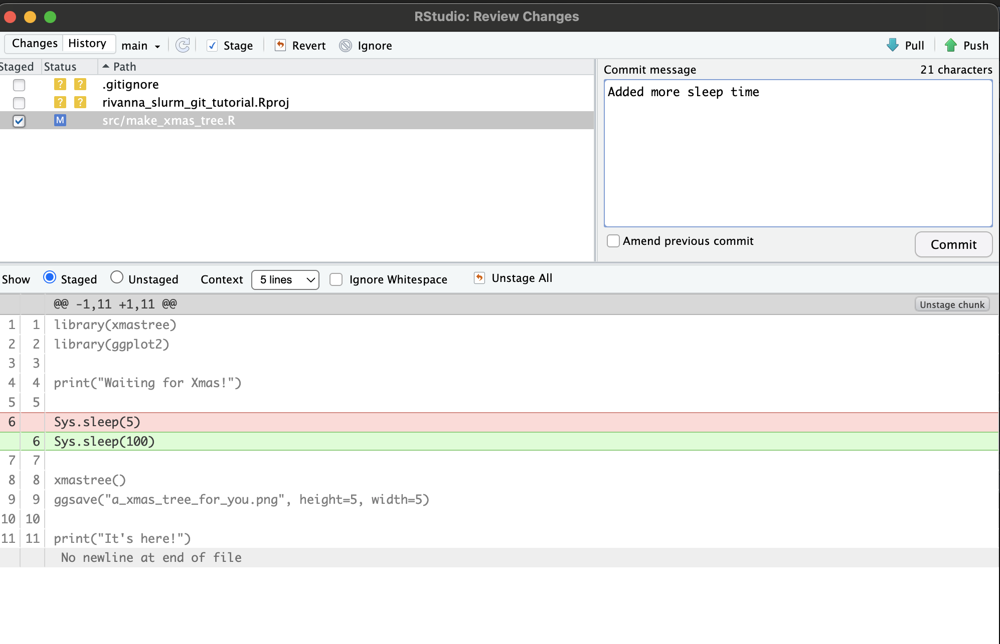 RStudio: Review Changes
Changes History main Stage Revert Ignore Pull Push
Staged Status Path
? ? .gitignore
? ? rivanna_slurm_git_tutorial.Rproj
M src/make_xmas_tree.R
Commit message 21 characters
Added more sleep time
Amend previous commit Commit
Show Staged Unstaged Context 5 lines Ignore Whitespace Unstage All
@@ -1,11 +1,11 @@ Unstage chunk
1 1 library(xmastree)
2 2 library(ggplot2)
3 3
4 4 print("Waiting for Xmas!")
5 5
6 Sys.sleep(5)
6 Sys.sleep(100)
7 7
8 8 xmastree()
9 9 ggsave("a_xmas_tree_for_you.png", height=5, width=5)
10 10
11 11 print("It's here!")
No newline at end of file